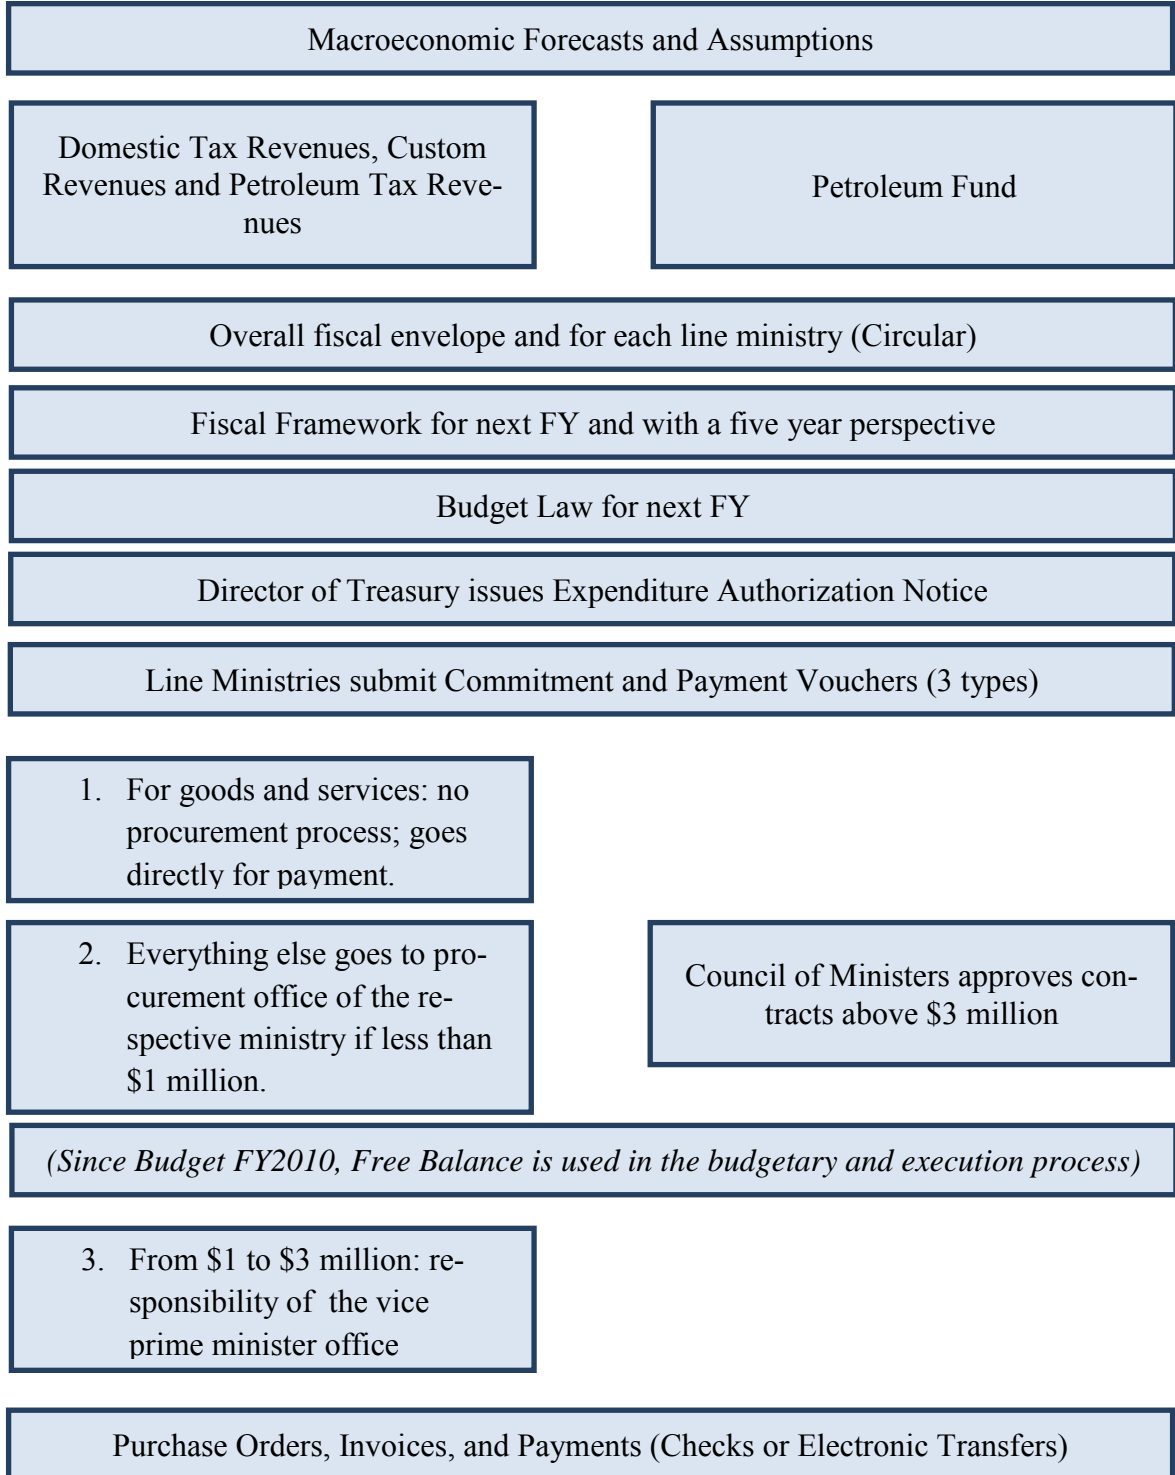 Macroeconomic Forecasts and Assumptions
Domestic Tax Revenues, Custom
Revenues and Petroleum Tax Reve-
nues
Petroleum Fund
Overall fiscal envelope and for each line ministry (Circular)
Fiscal Framework for next FY and with a five year perspective
Budget Law for next FY
Director of Treasury issues Expenditure Authorization Notice
Line Ministries submit Commitment and Payment Vouchers (3 types)
1. For goods and services: no
procurement process; goes
directly for payment.
2. Everything else goes to pro-
curement office of the re-
spective ministry if less than
$1 million.
Council of Ministers approves con-
tracts above $3 million
(Since Budget FY2010, Free Balance is used in the budgetary and execution process)
3. From $1 to $3 million: re-
sponsibility of the vice
prime minister office
Purchase Orders, Invoices, and Payments (Checks or Electronic Transfers)